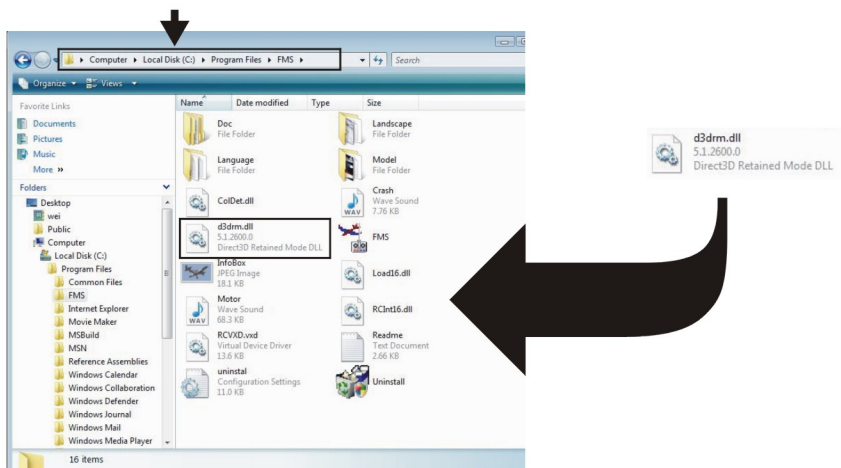 Computer Local Disk (C:) Program Files FMS
Search
Organize Views
Favorite Links
Documents
Pictures
Music
More »
Folders
Desktop
wei
Public
Computer
Local Disk (C:)
Program Files
Common Files
FMS
Internet Explorer
Movie Maker
MSBuild
MSN
Reference Assemblies
Windows Calendar
Windows Collaboration
Windows Defender
Windows Journal
Windows Mail
Windows Media Player
Name Date modified Type Size
Doc
File Folder
Landscape
File Folder
Language
File Folder
Model
File Folder
ColDet.dll
Crash
Wave Sound
7.76 KB
WAV
d3drm.dll
5.1.2600.0
Direct3D Retained Mode DLL
FMS
InfoBox
JPEG Image
18.1 KB
Load16.dll
Motor
Wave Sound
68.3 KB
WAV
RCInt16.dll
RCVXD.vxd
Virtual Device Driver
13.6 KB
Readme
Text Document
2.66 KB
uninstal
Configuration Settings
11.0 KB
Uninstall
16 items
d3drm.dll
5.1.2600.0
Direct3D Retained Mode DLL